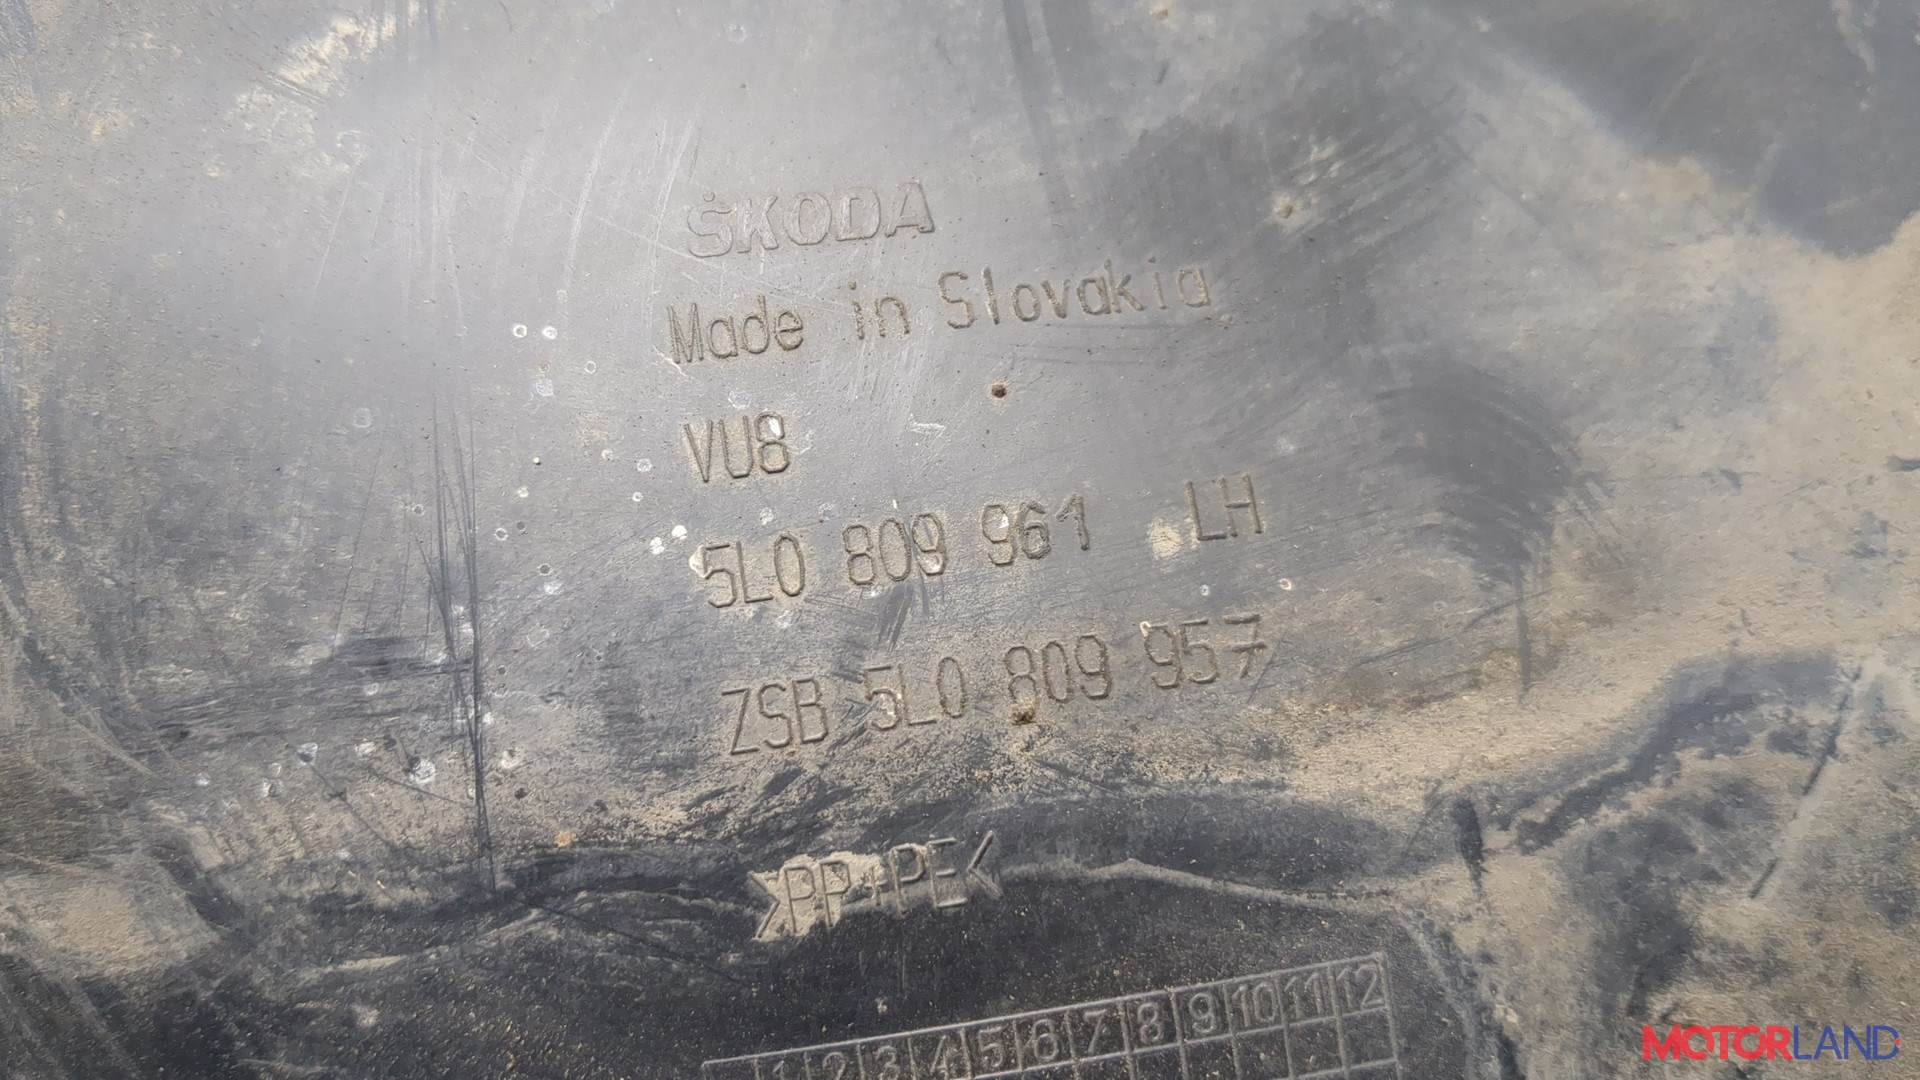 ŠKODA
Made in Slovakia
VU8
5L0 809 961 LH
ZSB 5L0 809 957
>PP+PE<
1 2 3 4 5 6 7 8 9 10 11 12
MOTORLAND